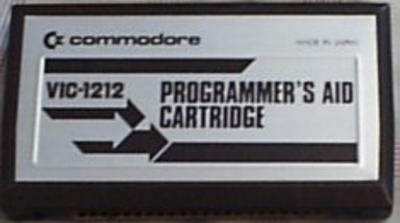 commodore
MADE IN JAPAN
VIC-1212
PROGRAMMER'S AID
CARTRIDGE